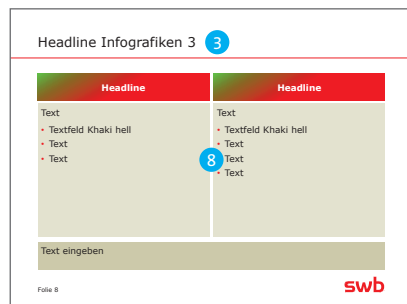 Headline Infografiken 3 3
Headline
Text
• Textfeld Khaki hell
• Text
• Text
Headline
Text
• Textfeld Khaki hell
• Text
• Text
• Text
8
Text eingeben
Folie 8
swb